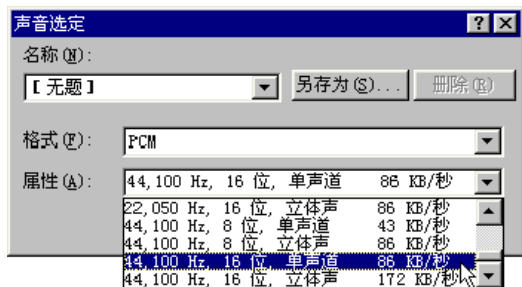 声音选定
名称(N):
[无题]
另存为(S)...
删除(R)
格式(F):
PCM
属性(A):
44,100 Hz, 16 位, 单声道 86 KB/秒
22,050 Hz, 16 位, 立体声 86 KB/秒
44,100 Hz, 8 位, 单声道 43 KB/秒
44,100 Hz, 8 位, 立体声 86 KB/秒
44,100 Hz, 16 位, 单声道 86 KB/秒
44,100 Hz, 16 位, 立体声 172 KB/秒